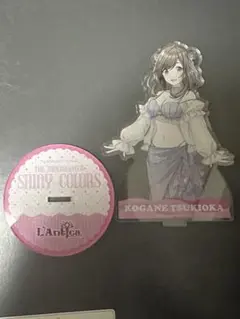 THE IDOLM@STER
SHINY COLORS
L'Antica
KOGANE TSUKIOKA